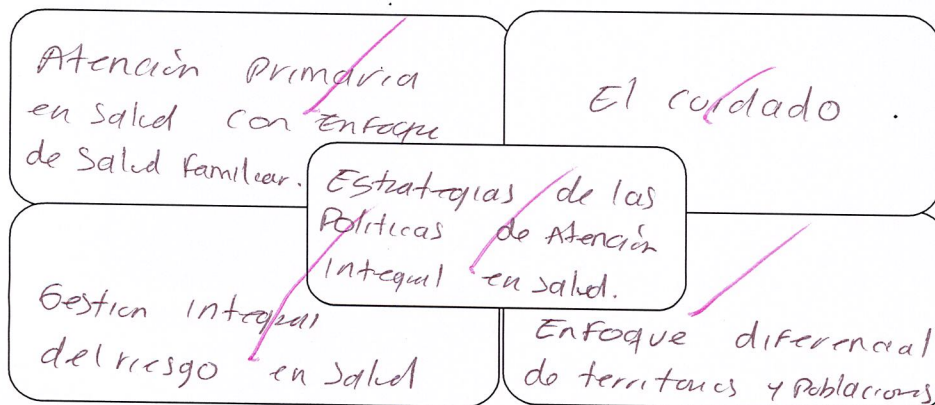 Atención Primaria
en Salud con Enfoque
de Salud Familiar.
El cuidado.
Estrategias de las
Políticas de Atención
Integral en salud.
Gestion integral
del riesgo en Salud
Enfoque diferencial
de territorios y Poblaciones